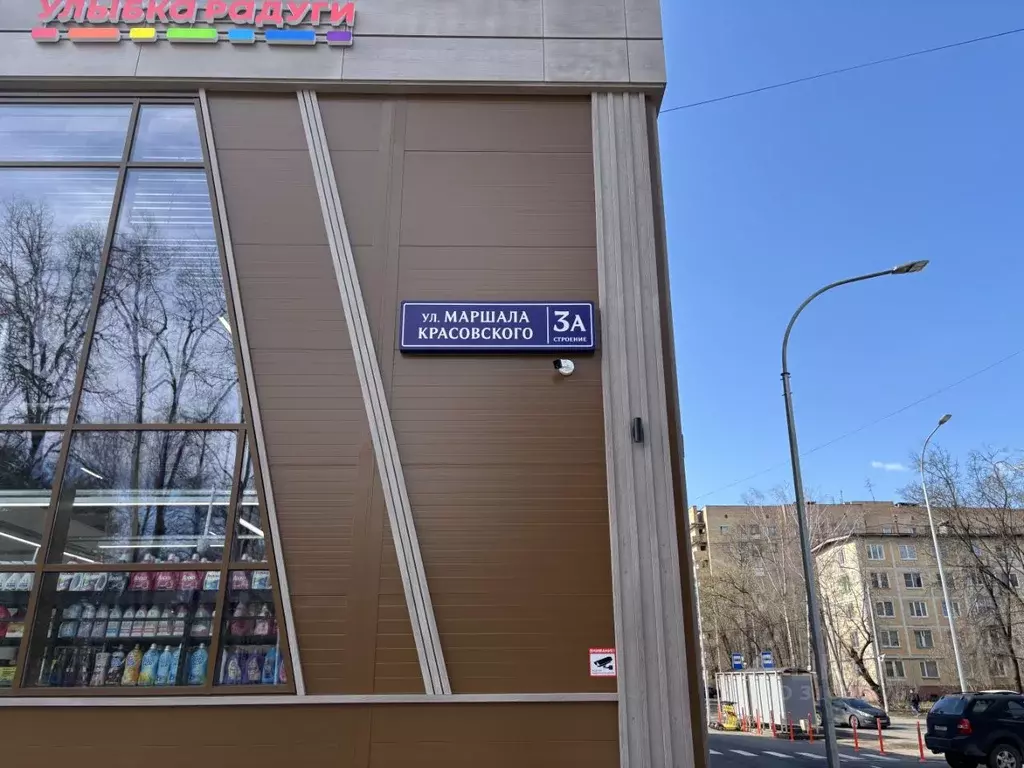 УЛЫБКА РАДУГИ
УЛ. МАРШАЛА
КРАСОВСКОГО
3А
СТРОЕНИЕ